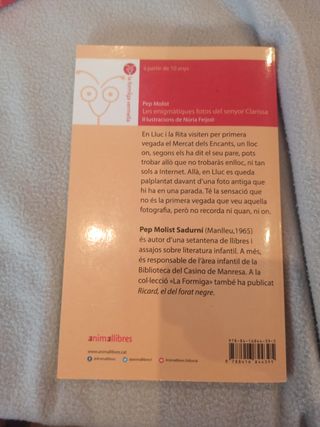 la formiga vermella
a partir de 10 anys
Pep Molist
Les enigmàtiques fotos del senyor Clarissa
Il·lustracions de Núria Feijoó
En Lluc i la Rita visiten per primera
vegada el Mercat dels Encants, un lloc
on, segons els ha dit el seu pare, pots
trobar allò que no trobaràs enlloc, ni tan
sols a Internet. Allà, en Lluc es queda
palplantat davant d'una foto antiga que
hi ha en una parada. Té la sensació que
no és la primera vegada que veu aquella
fotografia, però no recorda ni quan, ni on.
Pep Molist Sadurní (Manlleu,1965)
és autor d'una setantena de llibres i
assajos sobre literatura infantil. A més,
és responsable de l'àrea infantil de la
Biblioteca del Casino de Manresa. A la
col·lecció «La Formiga» també ha publicat
Ricard, el del forat negre.
animallibres
www.animallibres.cat